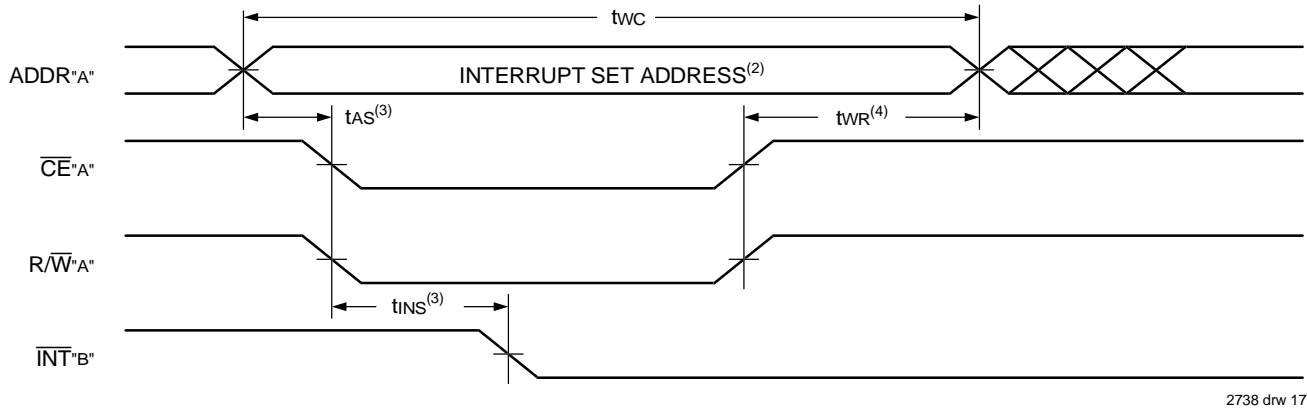 tWC
ADDR"A" INTERRUPT SET ADDRESS(2)
tAS(3) tWR(4)
CE"A"
R/W"A"
tINS(3)
INT"B"
2738 drw 17